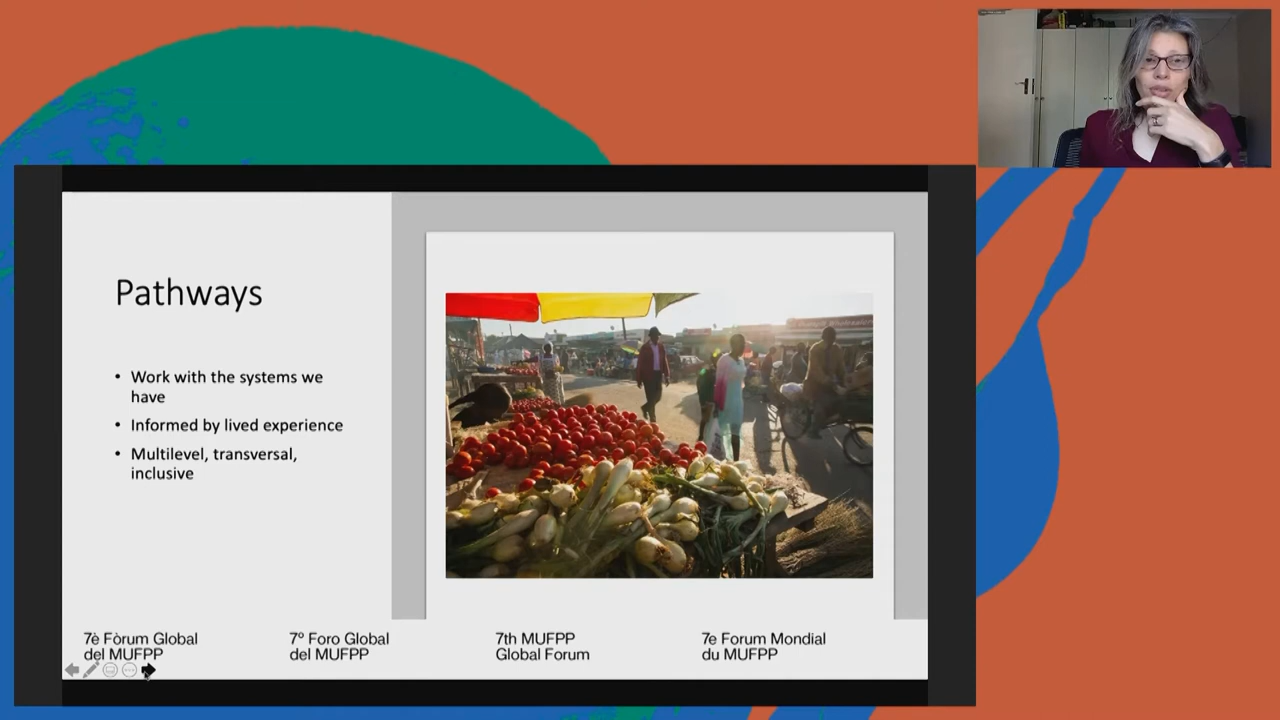 Pathways
• Work with the systems we
have
• Informed by lived experience
• Multilevel, transversal,
inclusive
7è Fòrum Global
del MUFPP
7º Foro Global
del MUFPP
7th MUFPP
Global Forum
7e Forum Mondial
du MUFPP